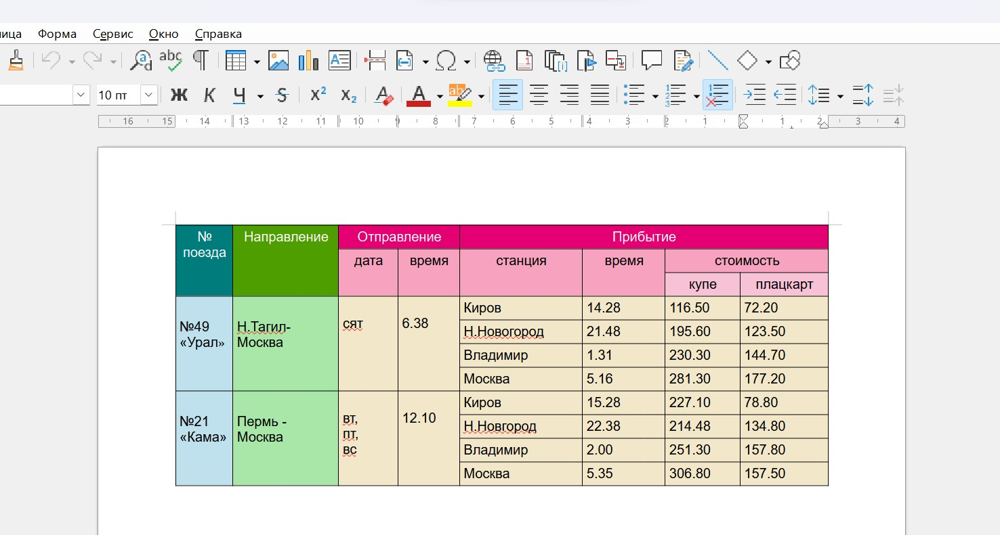 ица Форма Сервис Окно Справка
abc
1
10 пт Ж К Ч S X² X₂ A A ab
16 15 14 13 12 11 10 9 8 7 6 5 4 3 2 1 1 2 3 4
№ поезда Направление Отправление Прибытие
дата время станция время стоимость
купе плацкарт
№49 «Урал» Н.Тагил-Москва сят 6.38 Киров 14.28 116.50 72.20
Н.Новогород 21.48 195.60 123.50
Владимир 1.31 230.30 144.70
Москва 5.16 281.30 177.20
№21 «Кама» Пермь - Москва вт, пт, вс 12.10 Киров 15.28 227.10 78.80
Н.Новгород 22.38 214.48 134.80
Владимир 2.00 251.30 157.80
Москва 5.35 306.80 157.50